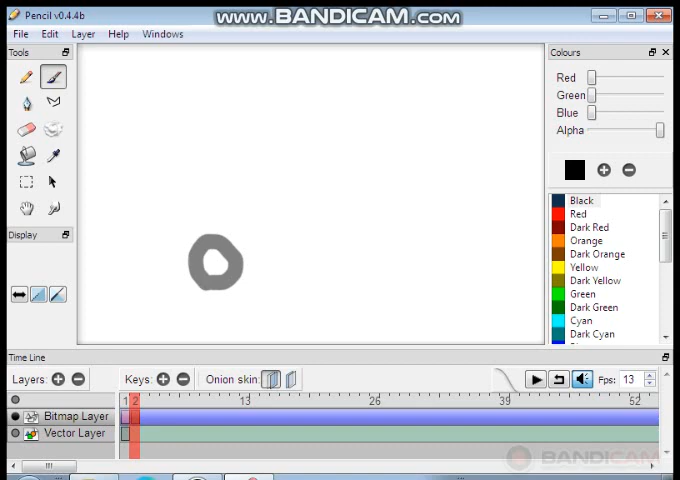 Pencil v0.4.4b
WWW.BANDICAM.COM
File Edit Layer Help Windows
Tools
Colours
Red
Green
Blue
Alpha
Black
Red
Dark Red
Orange
Dark Orange
Yellow
Dark Yellow
Green
Dark Green
Cyan
Dark Cyan
Display
Time Line
Layers: Keys: Onion skin: Fps: 13
1 2 13 26 39 52
Bitmap Layer
Vector Layer
BANDICAM